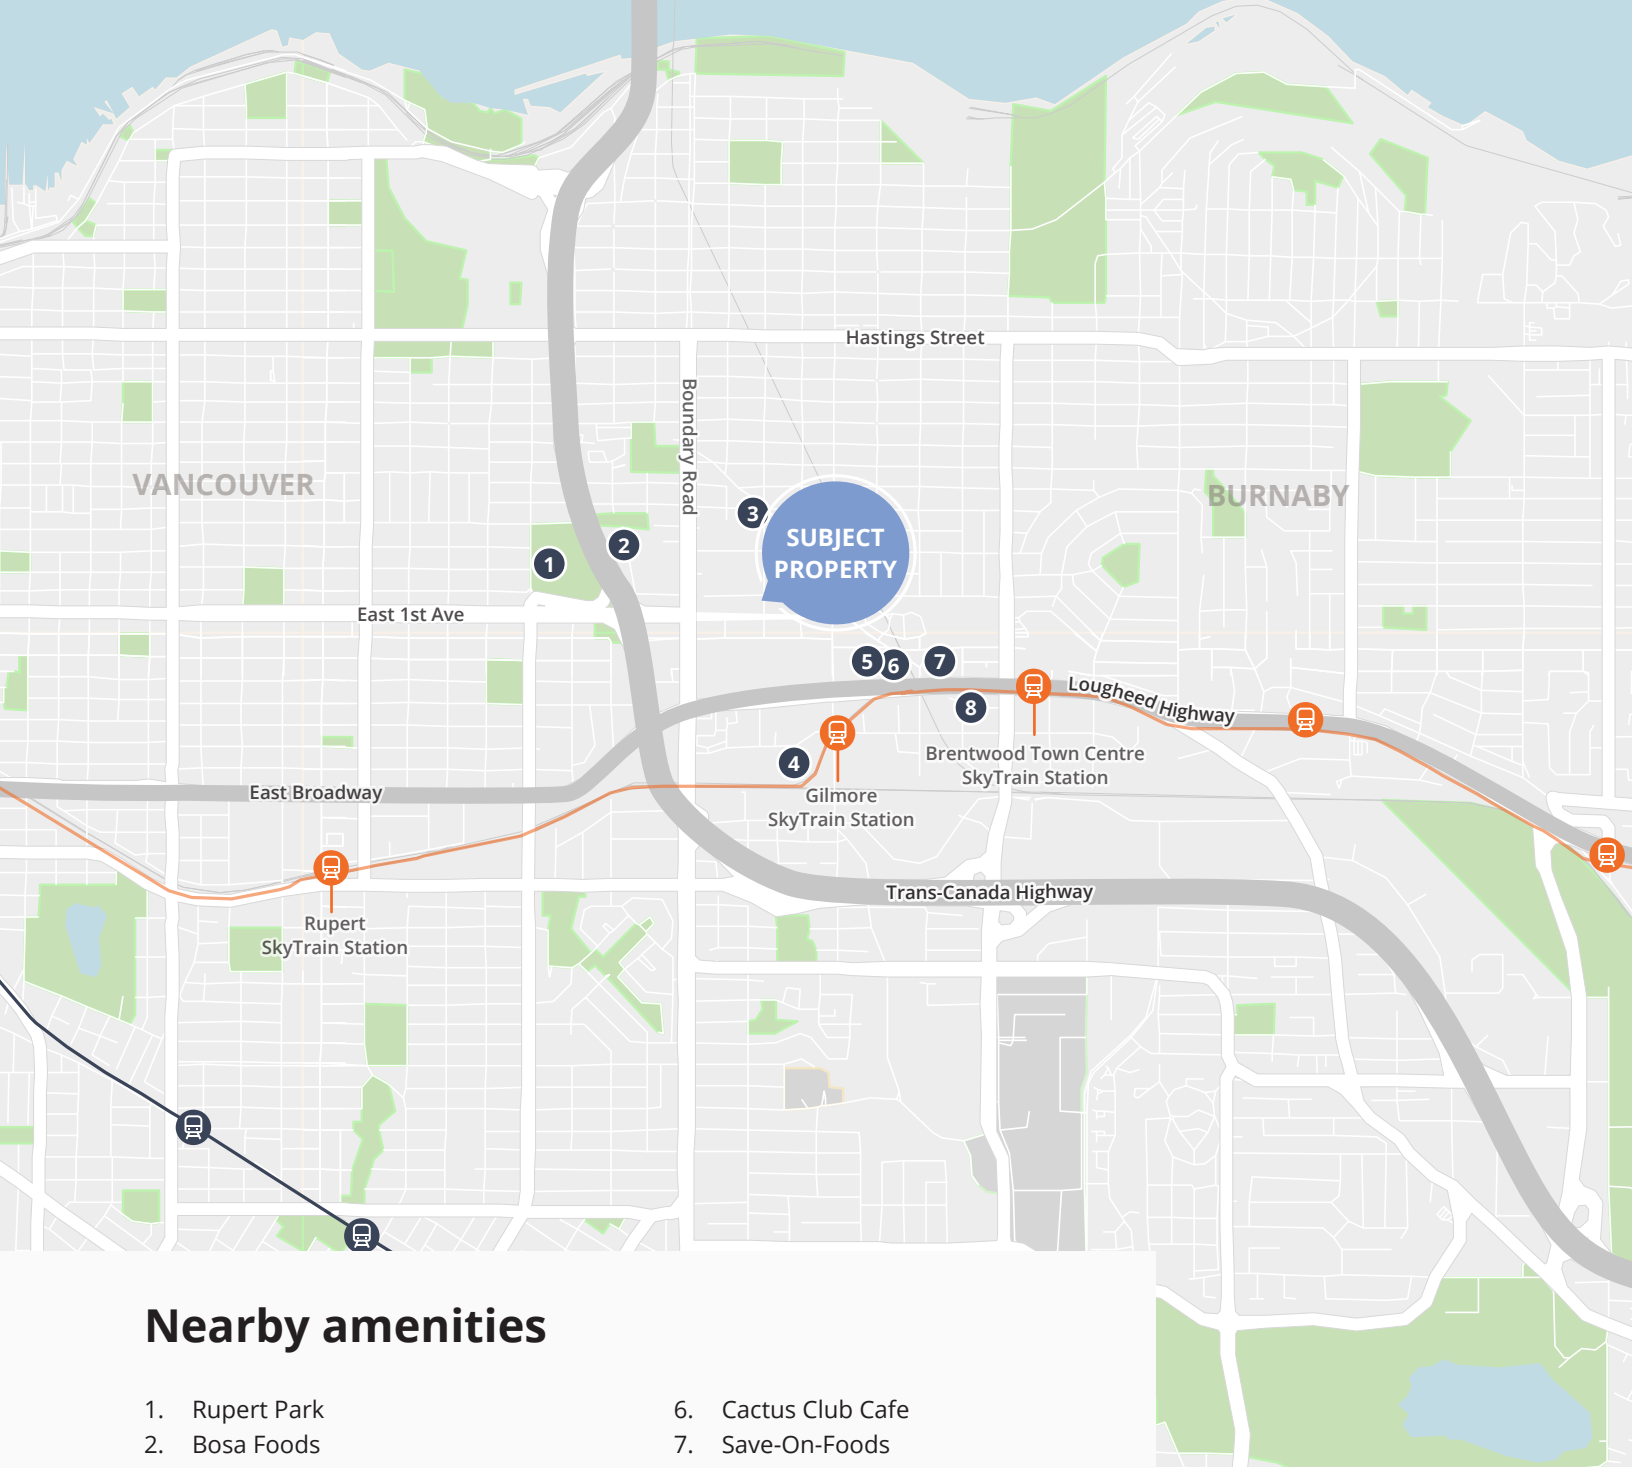 Hastings Street
Boundary Road
VANCOUVER
BURNABY
3
SUBJECT
PROPERTY
2
1
East 1st Ave
5
6
7
8
Lougheed Highway
4
Brentwood Town Centre
SkyTrain Station
East Broadway
Gilmore
SkyTrain Station
Trans-Canada Highway
Rupert
SkyTrain Station
Nearby amenities
1. Rupert Park
2. Bosa Foods
6. Cactus Club Cafe
7. Save-On-Foods